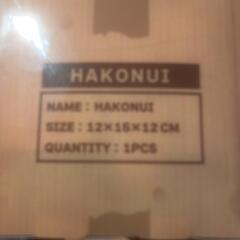 HAKONUI
NAME : HAKONUI
SIZE : 12×15×12CM
QUANTITY : 1PCS